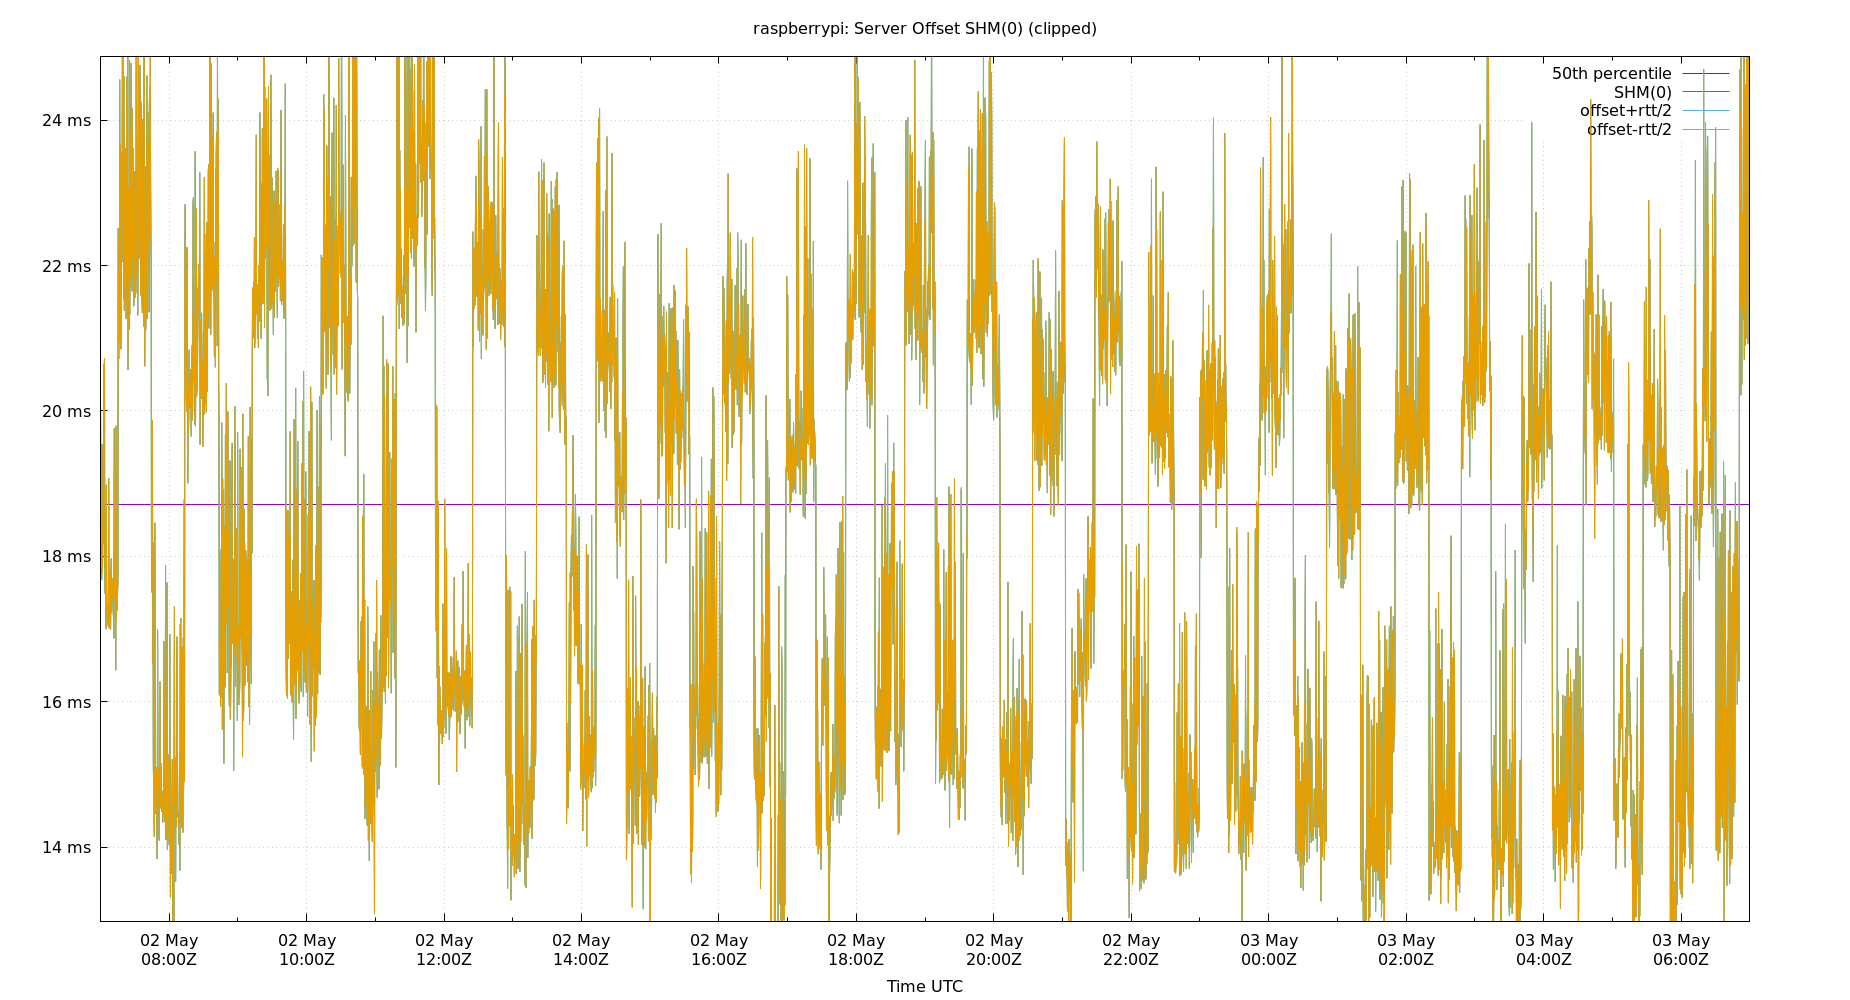 raspberrypi: Server Offset SHM(0) (clipped)
50th percentile
SHM(0)
offset+rtt/2
offset-rtt/2
24 ms
22 ms
20 ms
18 ms
16 ms
14 ms
02 May 02 May 02 May 02 May 02 May 02 May 02 May 02 May 03 May 03 May 03 May 03 May
08:00Z 10:00Z 12:00Z 14:00Z 16:00Z 18:00Z 20:00Z 22:00Z 00:00Z 02:00Z 04:00Z 06:00Z
Time UTC